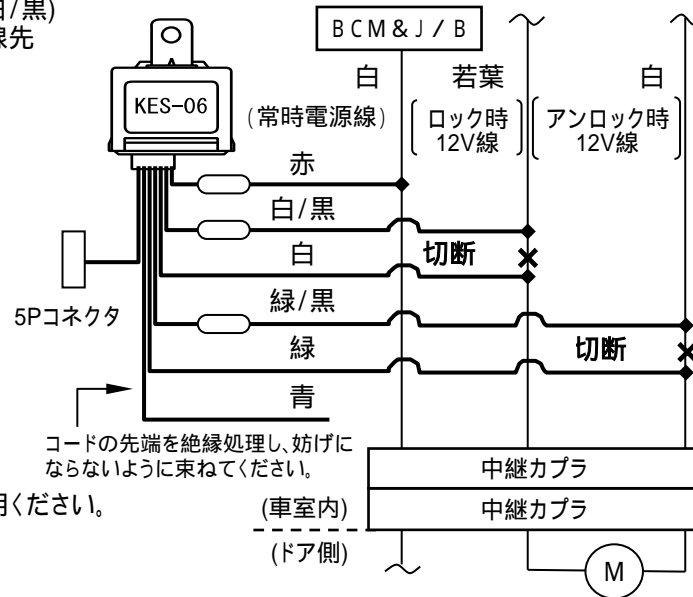 白/黒)
線先
BCM&J/B
白
若葉
白
KES-06
(常時電源線)
ロック時
12V線
アンロック時
12V線
赤
白/黒
白
切断
5Pコネクタ
緑/黒
緑
切断
青
コードの先端を絶縁処理し、妨げに
ならないように束ねてください。
中継カプラ
用ください。
(車室内)
中継カプラ
(ドア側)
M